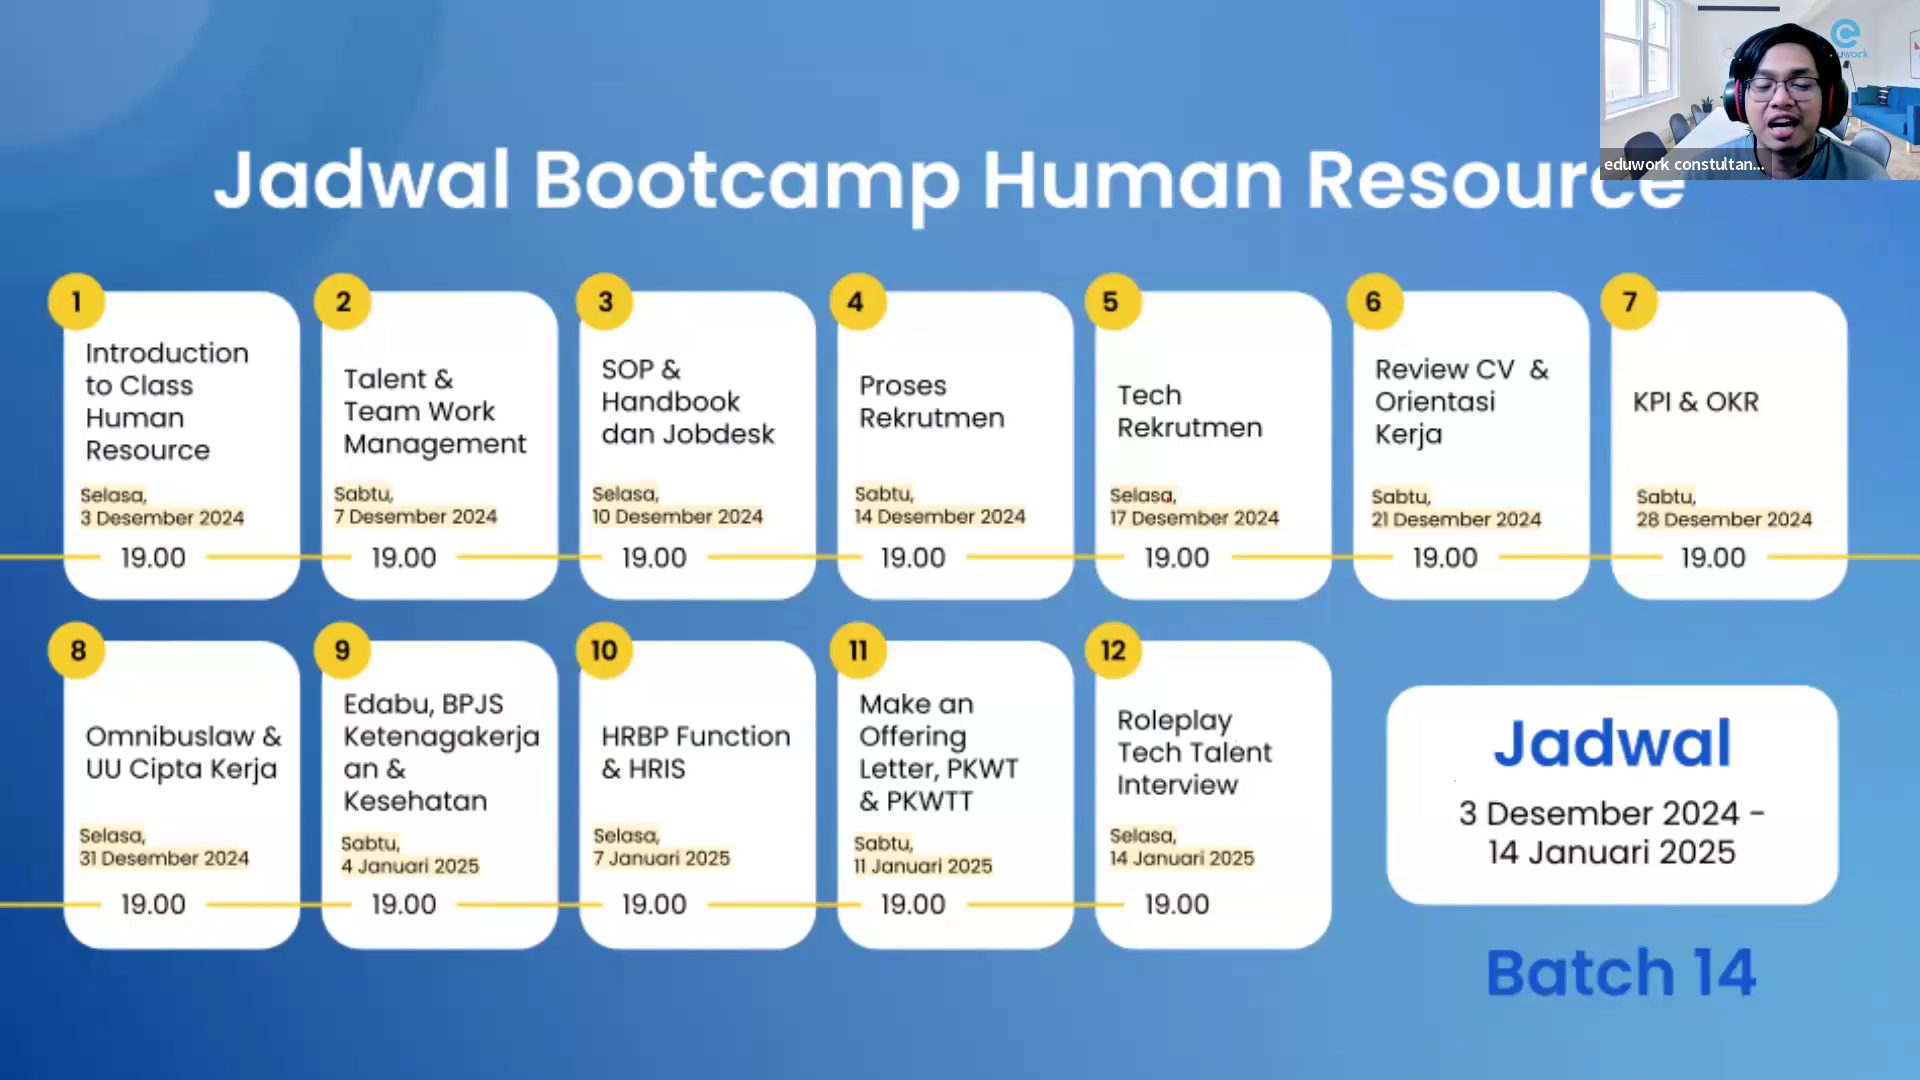 eduwork constultan...
Jadwal Bootcamp Human Resource
1
Introduction
to Class
Human
Resource
Selasa,
3 Desember 2024
19.00
2
Talent &
Team Work
Management
Sabtu,
7 Desember 2024
19.00
3
SOP &
Handbook
dan Jobdesk
Selasa,
10 Desember 2024
19.00
4
Proses
Rekrutmen
Sabtu,
14 Desember 2024
19.00
5
Tech
Rekrutmen
Selasa,
17 Desember 2024
19.00
6
Review CV &
Orientasi
Kerja
Sabtu,
21 Desember 2024
19.00
7
KPI & OKR
Sabtu,
28 Desember 2024
19.00
8
Omnibuslaw &
UU Cipta Kerja
Selasa,
31 Desember 2024
19.00
9
Edabu, BPJS
Ketenagakerja
an &
Kesehatan
Sabtu,
4 Januari 2025
19.00
10
HRBP Function
& HRIS
Selasa,
7 Januari 2025
19.00
11
Make an
Offering
Letter, PKWT
& PKWTT
Sabtu,
11 Januari 2025
19.00
12
Roleplay
Tech Talent
Interview
Selasa,
14 Januari 2025
19.00
Jadwal
3 Desember 2024 -
14 Januari 2025
Batch 14